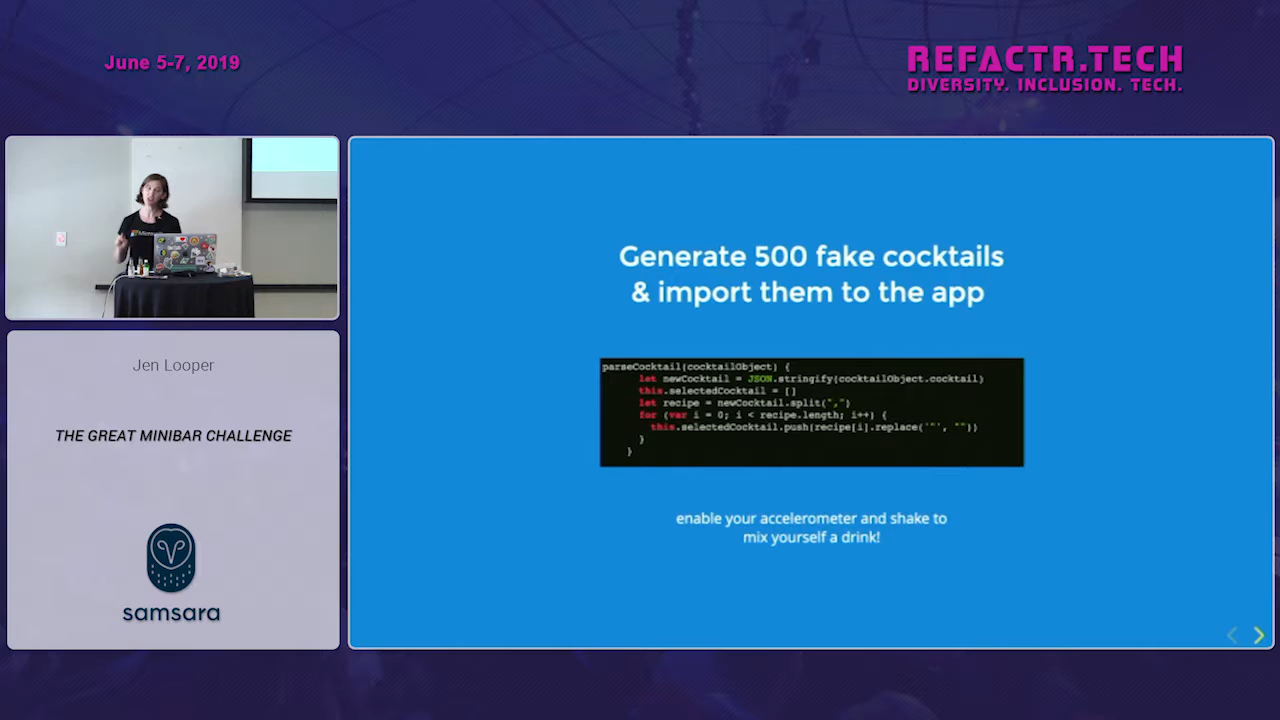 June 5-7, 2019
REFACTR.TECH
DIVERSITY. INCLUSION. TECH.
Jen Looper
THE GREAT MINIBAR CHALLENGE
samsara
Generate 500 fake cocktails
& import them to the app
parseCocktail(cocktailObject) {
let newCocktail = JSON.stringify(cocktailObject.cocktail)
this.selectedCocktail = []
let recipe = newCocktail.split(",")
for (var i = 0; i < recipe.length; i++) {
this.selectedCocktail.push(recipe[i].replace('"', ""))
}
}
enable your accelerometer and shake to
mix yourself a drink!